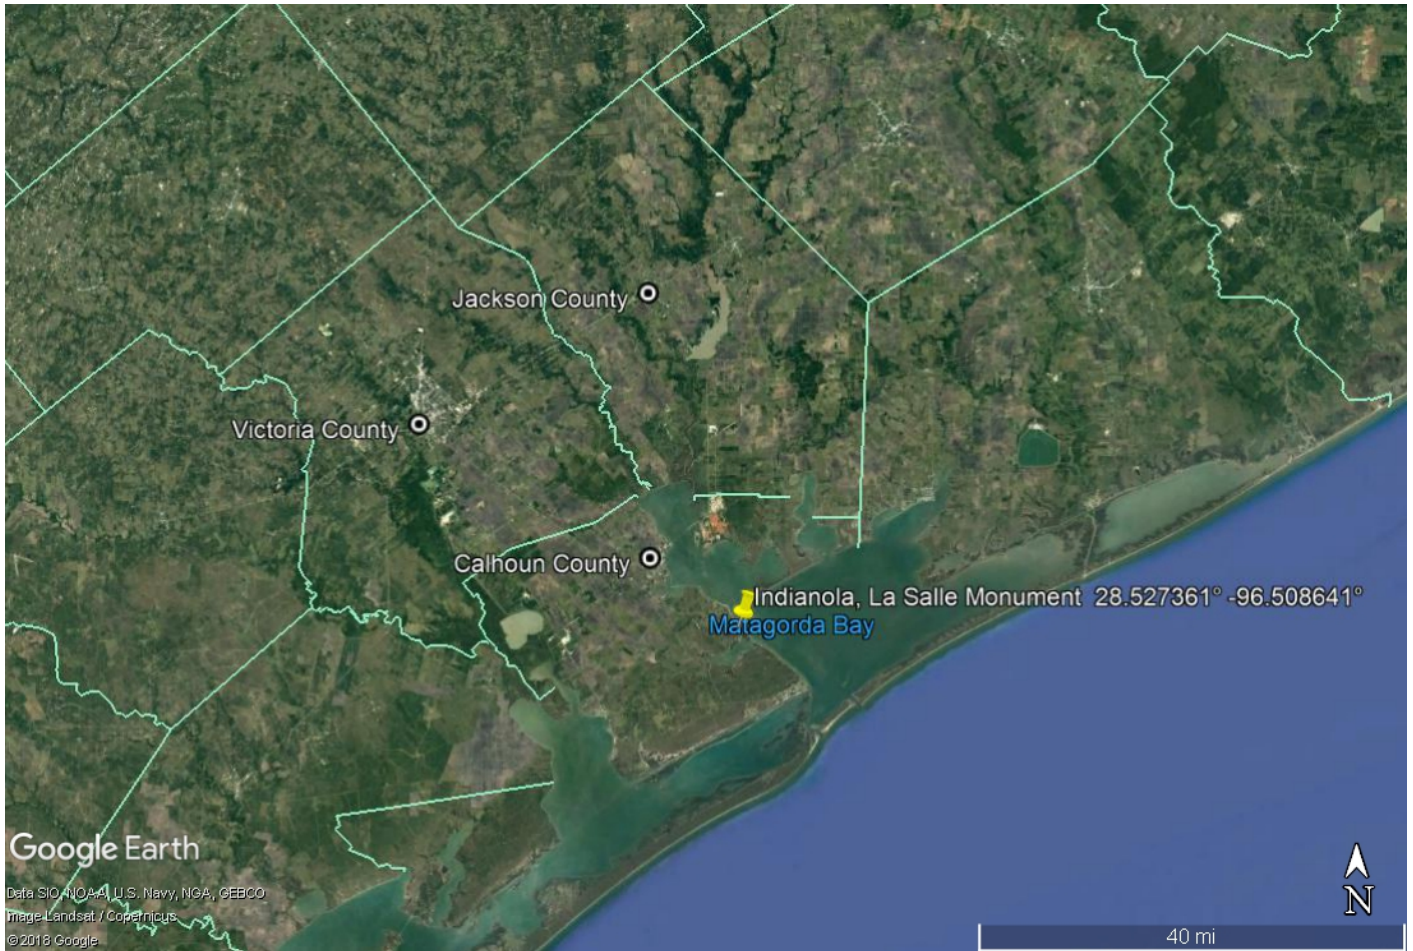 Jackson County
Victoria County
Calhoun County
Indianola, La Salle Monument 28.527361° -96.508641°
Matagorda Bay
Google Earth
Data SIO, NOAA, U.S. Navy, NGA, GEBCO
Image Landsat / Copernicus
© 2018 Google
N
40 mi